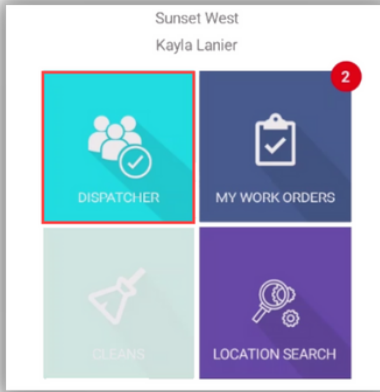 Sunset West
Kayla Lanier
2
DISPATCHER
MY WORK ORDERS
CLEANS
LOCATION SEARCH